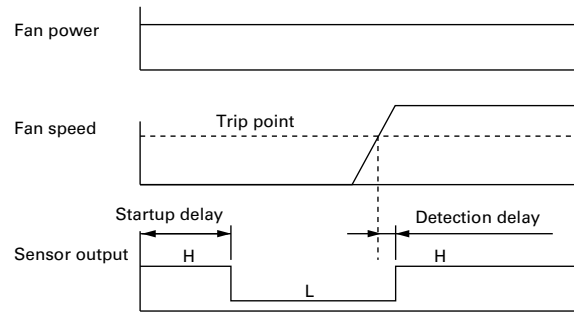 Fan power
Fan speed
Trip point
Startup delay
Detection delay
Sensor output
H
H
L